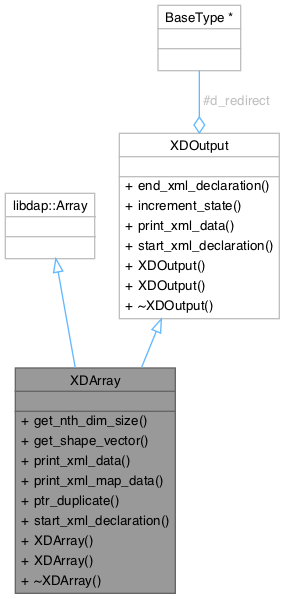 BaseType *
#d_redirect
XDOutput
+ end_xml_declaration()
+ increment_state()
+ print_xml_data()
+ start_xml_declaration()
+ XDOutput()
+ XDOutput()
+ ~XDOutput()
libdap::Array
XDArray
+ get_nth_dim_size()
+ get_shape_vector()
+ print_xml_data()
+ print_xml_map_data()
+ ptr_duplicate()
+ start_xml_declaration()
+ XDArray()
+ XDArray()
+ ~XDArray()